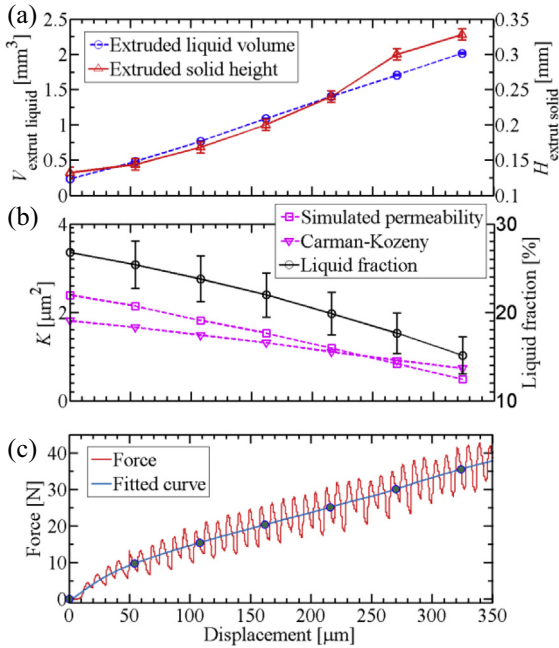 (a)
2.5
2
1.5
1
0.5
0
V extrut liquid [mm³]
Extruded liquid volume
Extruded solid height
0.35
0.3
0.25
0.2
0.15
0.1
H extrut solid [mm]
(b)
4
2
0
K [μm²]
Simulated permeability
Carman-Kozeny
Liquid fraction
30
20
10
Liquid fraction [%]
(c)
40
30
20
10
0
Force [N]
Force
Fitted curve
0 50 100 150 200 250 300 350
Displacement [μm]